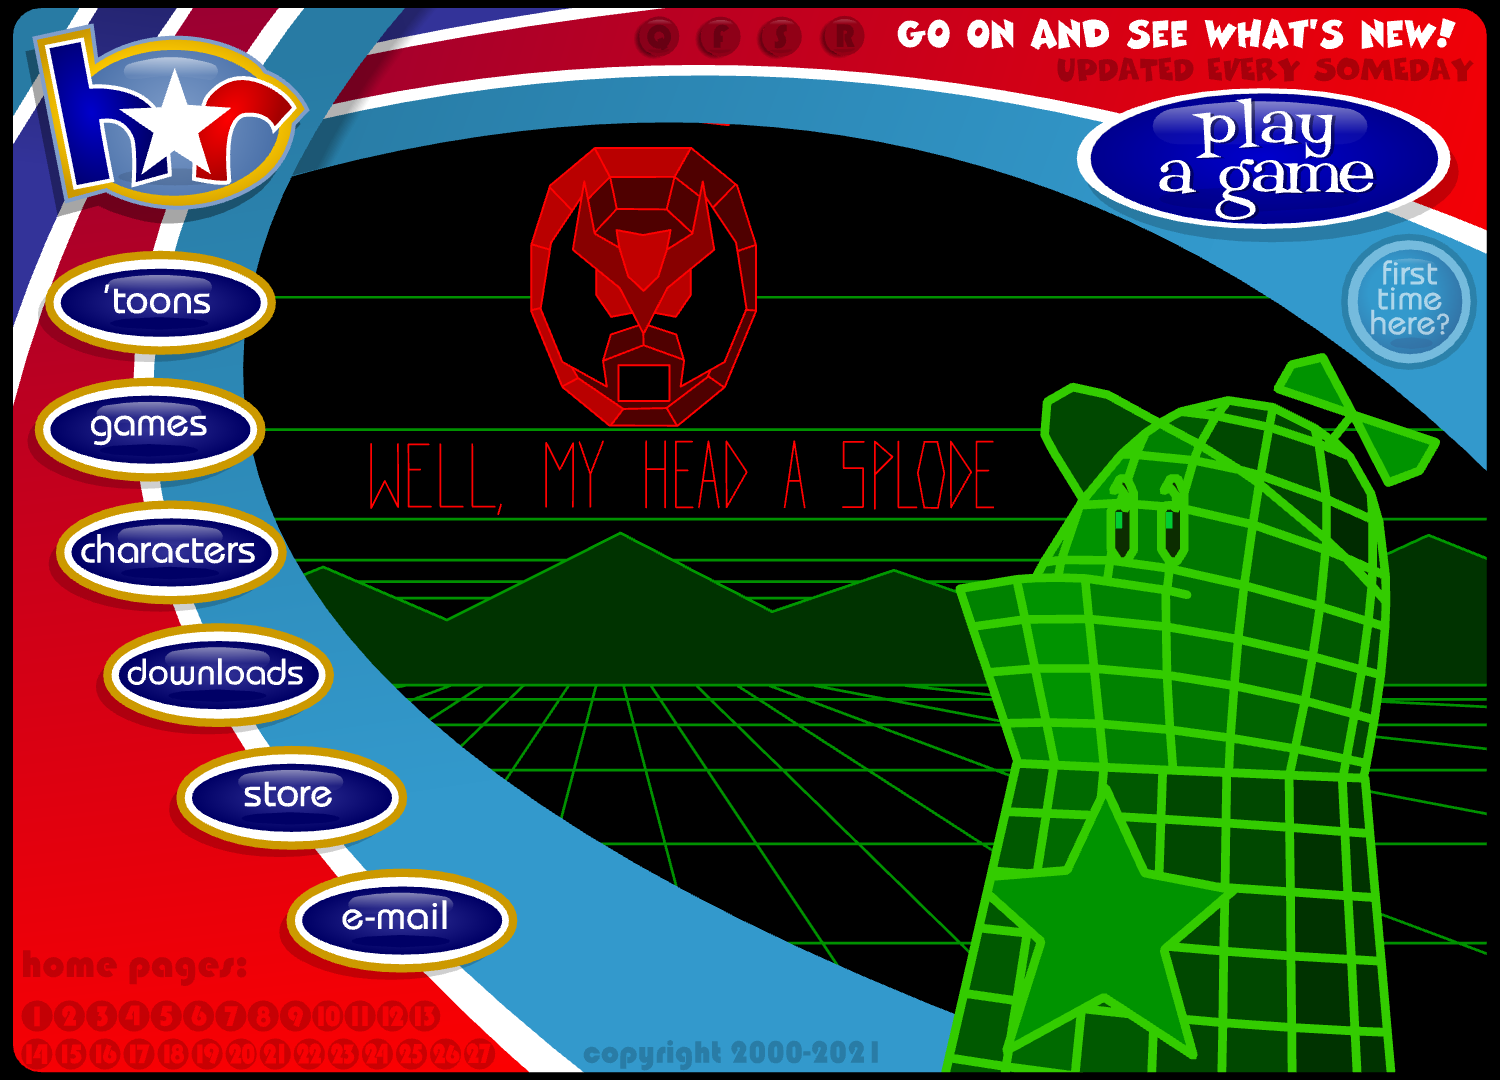 hr
Q F S R
GO ON AND SEE WHAT'S NEW!
UPDATED EVERY SOMEDAY
play
a game
first
time
here?
'toons
games
characters
downloads
store
e-mail
WELL, MY HEAD A SPLODE
home pages:
1 2 3 4 5 6 7 8 9 10 11 12 13
14 15 16 17 18 19 20 21 22 23 24 25 26 27
copyright 2000-2021